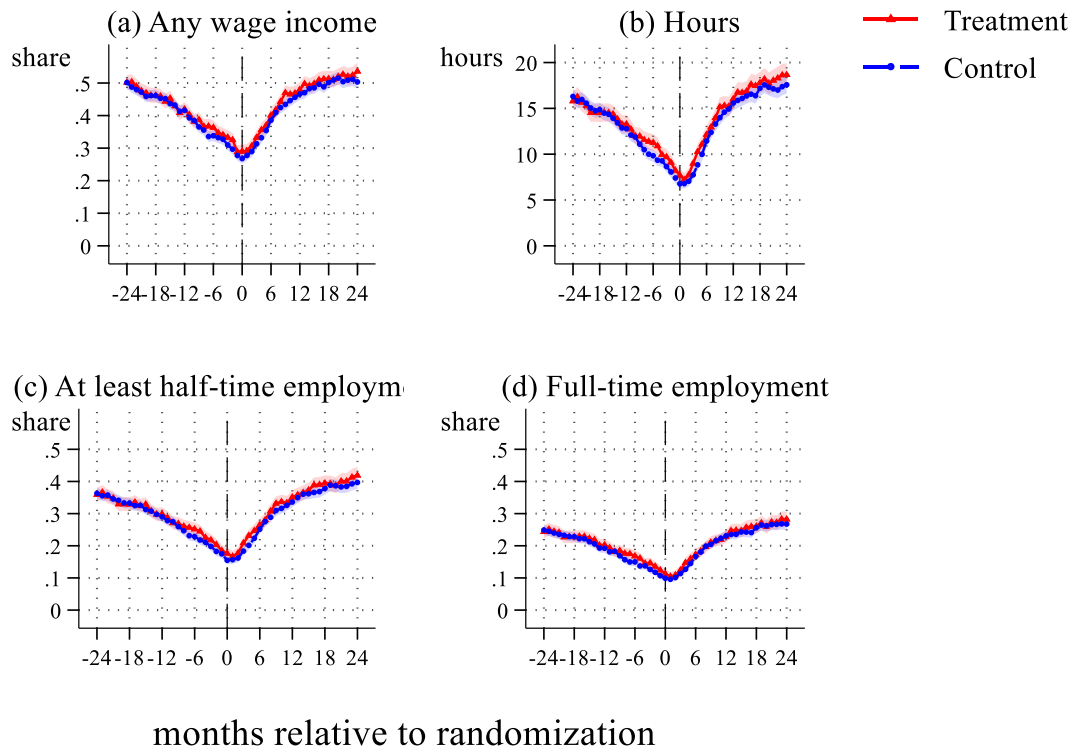 (a) Any wage income
share
.5
.4
.3
.2
.1
0
-24 -18 -12 -6 0 6 12 18 24
(b) Hours
hours
20
15
10
5
0
-24 -18 -12 -6 0 6 12 18 24
Treatment
Control
(c) At least half-time employm
share
.5
.4
.3
.2
.1
0
-24 -18 -12 -6 0 6 12 18 24
(d) Full-time employment
share
.5
.4
.3
.2
.1
0
-24 -18 -12 -6 0 6 12 18 24
months relative to randomization